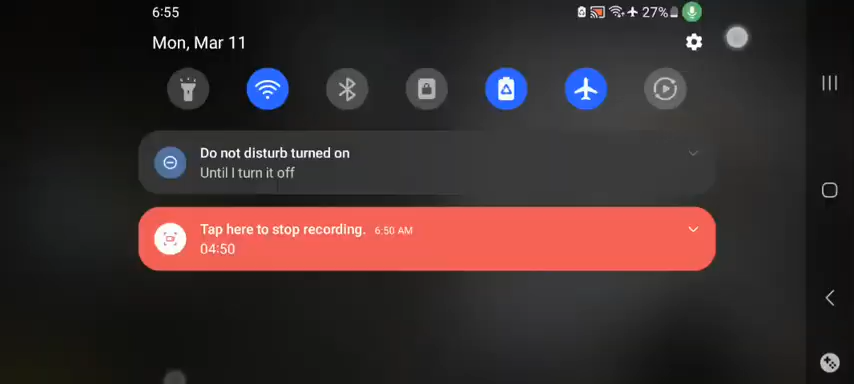 6:55
27%
Mon, Mar 11
Do not disturb turned on
Until I turn it off
Tap here to stop recording. 6:50 AM
04:50